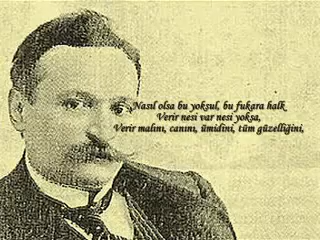 Nasıl olsa bu yoksul, bu fukara halk
Verir nesi var nesi yoksa,
Verir malını, canını, ümidini, tüm güzelliğini,